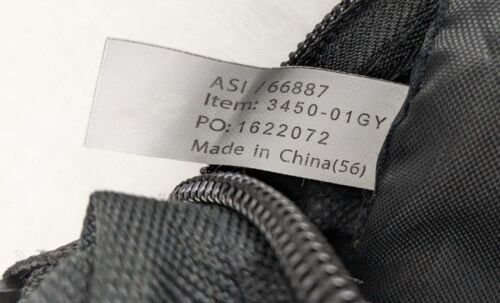 ASI /66887
Item: 3450-01GY
PO: 1622072
Made in China(56)